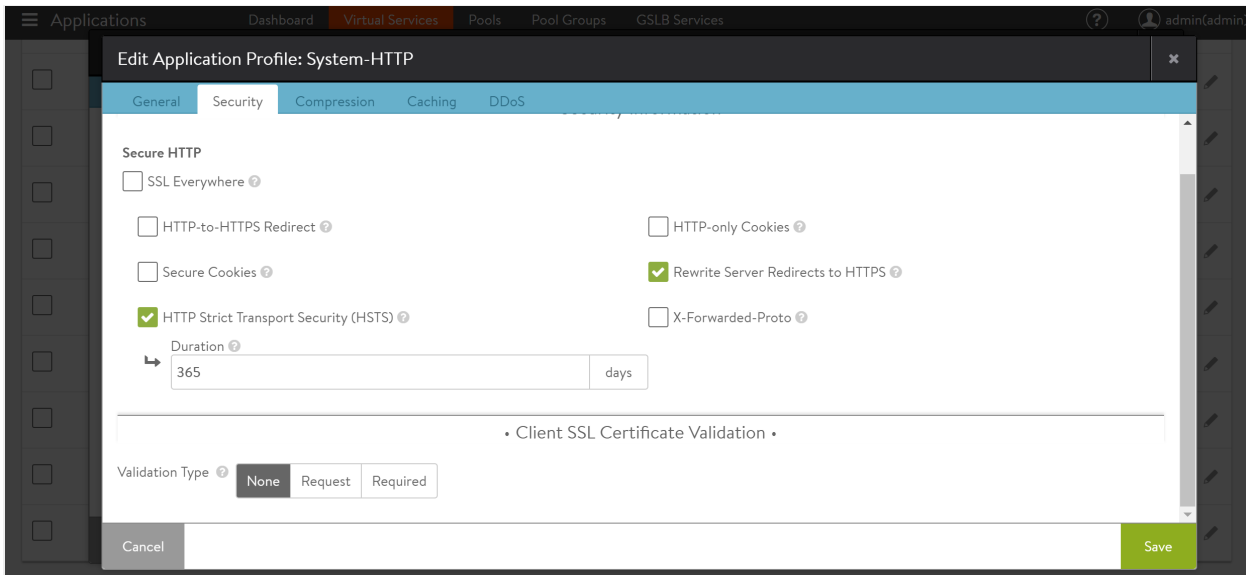 Applications Dashboard Virtual Services Pools Pool Groups GSLB Services ? admin(admin)
Edit Application Profile: System-HTTP
General Security Compression Caching DDoS
Secure HTTP
SSL Everywhere ?
HTTP-to-HTTPS Redirect ? HTTP-only Cookies ?
Secure Cookies ? Rewrite Server Redirects to HTTPS ?
HTTP Strict Transport Security (HSTS) ? X-Forwarded-Proto ?
Duration ?
365 days
• Client SSL Certificate Validation •
Validation Type ? None Request Required
Cancel Save